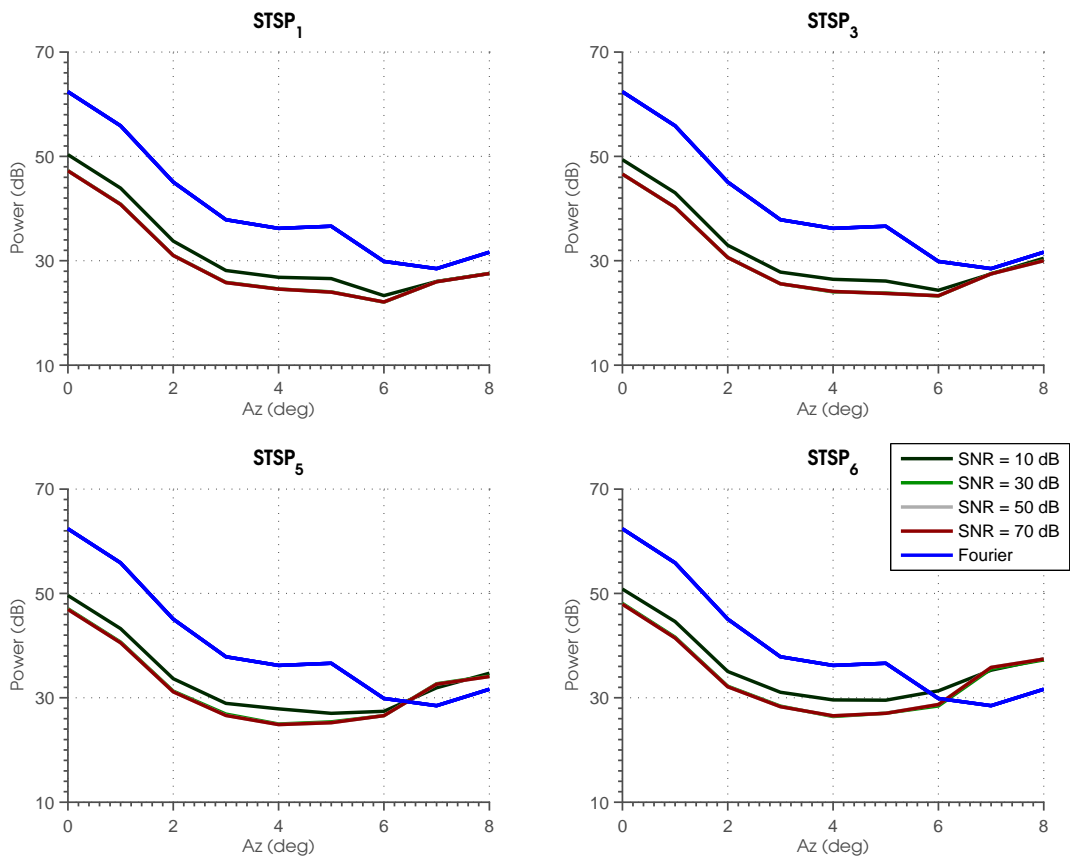 STSP1
STSP3
70
50
30
10
Power (dB)
0 2 4 6 8
Az (deg)
70
50
30
10
Power (dB)
0 2 4 6 8
Az (deg)
STSP5
STSP6
70
50
30
10
Power (dB)
0 2 4 6 8
Az (deg)
70
50
30
10
Power (dB)
0 2 4 6 8
Az (deg)
SNR = 10 dB
SNR = 30 dB
SNR = 50 dB
SNR = 70 dB
Fourier